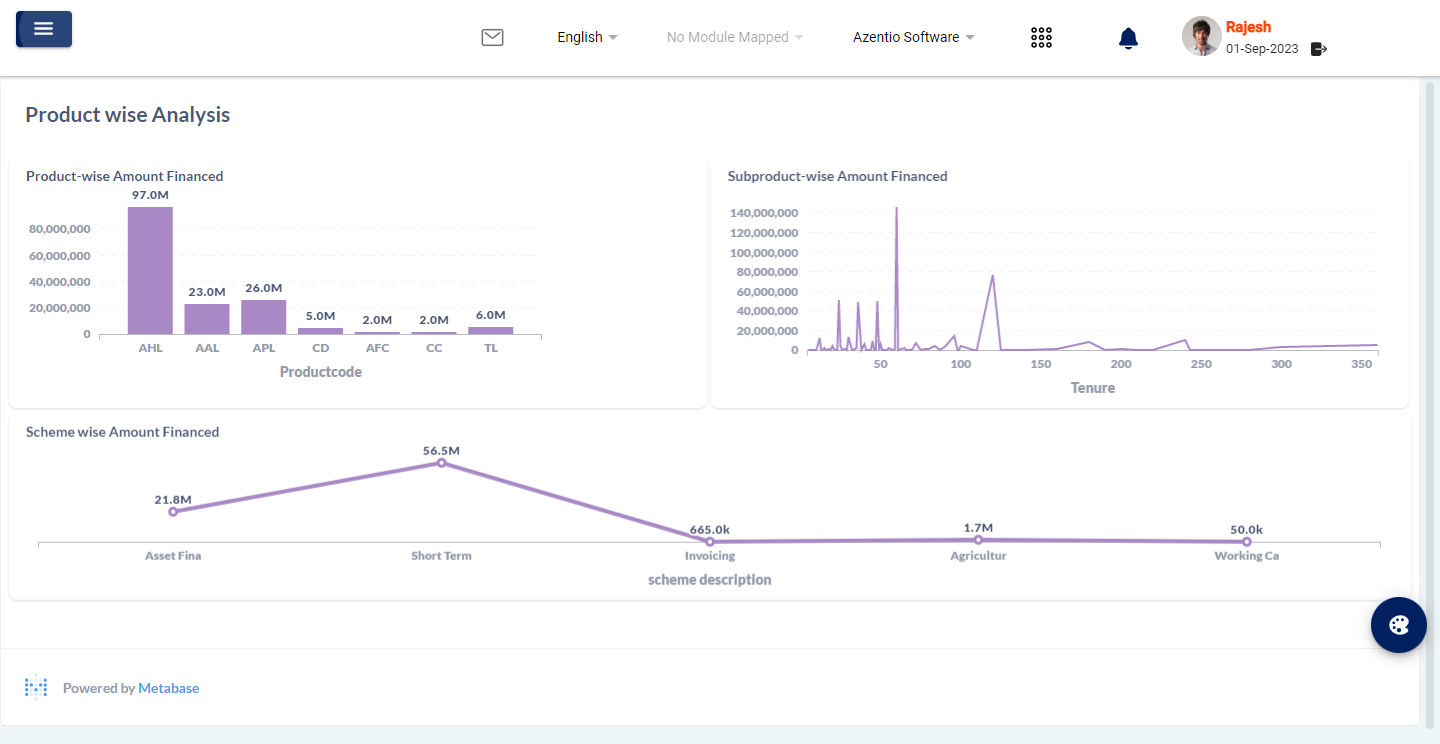 English
No Module Mapped
Azentio Software
Rajesh
01-Sep-2023
Product wise Analysis
Product-wise Amount Financed
97.0M
80,000,000
60,000,000
40,000,000
20,000,000
0
23.0M
26.0M
5.0M
2.0M
2.0M
6.0M
AHL AAL APL CD AFC CC TL
Productcode
Subproduct-wise Amount Financed
140,000,000
120,000,000
100,000,000
80,000,000
60,000,000
40,000,000
20,000,000
0
50 100 150 200 250 300 350
Tenure
Scheme wise Amount Financed
21.8M
56.5M
665.0k
1.7M
50.0k
Asset Fina Short Term Invoicing Agricultur Working Ca
scheme description
Powered by Metabase